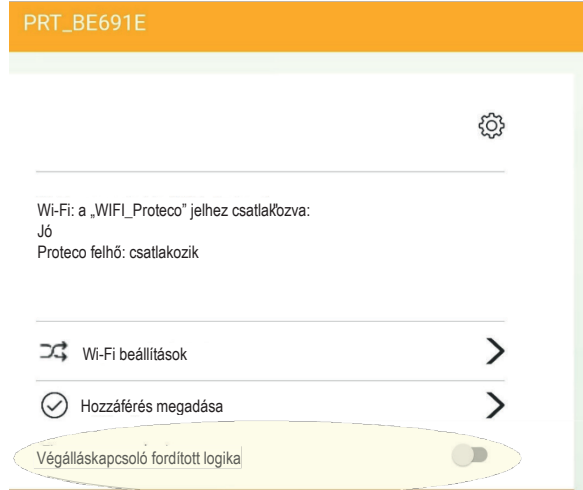 PRT_BE691E
Wi-Fi: a „WIFI_Proteco” jelhez csatlakozva:
Jó
Proteco felhő: csatlakozik
Wi-Fi beállítások
Hozzáférés megadása
Végálláskapcsoló fordított logika